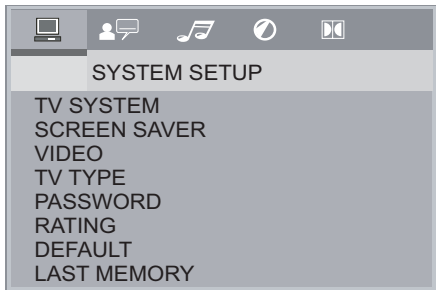 SYSTEM SETUP
TV SYSTEM
SCREEN SAVER
VIDEO
TV TYPE
PASSWORD
RATING
DEFAULT
LAST MEMORY